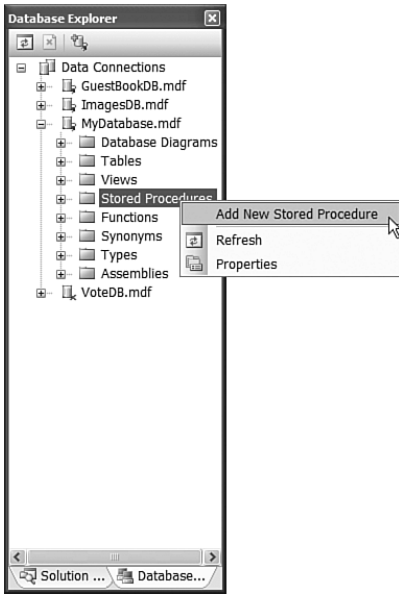 Database Explorer
Data Connections
GuestBookDB.mdf
ImagesDB.mdf
MyDatabase.mdf
Database Diagrams
Tables
Views
Stored Procedures
Add New Stored Procedure
Functions
Refresh
Synonyms
Properties
Types
Assemblies
VoteDB.mdf
Solution ... Database...